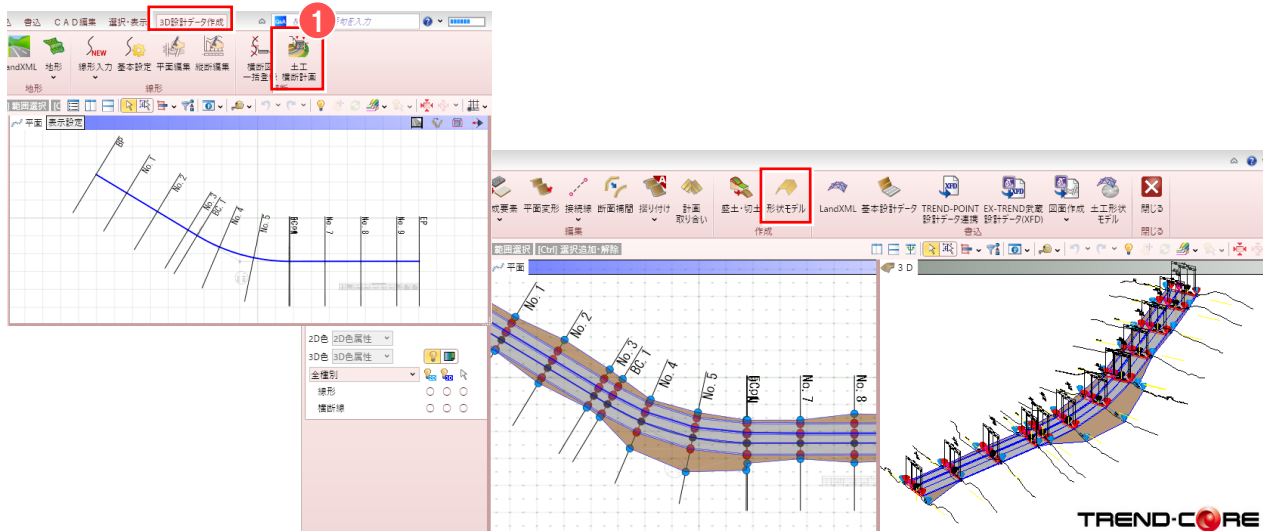 書込 CAD編集 選択・表示 3D設計データ作成
1
を入力
andXML 地形 線形入力 基本設定 平面編集 縦断編集 横断図 土工
NEW
一括登 横断計画
地形 線形
範囲選択
平面 表示設定
BP No.1 No.2 No.3 BC.1 No.4 No.5 No.7 No.8 No.9 EP
2D色 2D色属性
3D色 3D色属性
全種別
線形
横断線
成要素 平面変形 接続線 断面補間 摺り付け 計画 盛土・切土 形状モデル LandXML 基本設計データ TREND-POINT EX-TREND武蔵 図面作成 土工形状 閉じる
取り合い 設計データ連携 設計データ(XFD) モデル
編集 作成 書込 閉じる
範囲選択 [Ctrl] 選択追加・解除
平面
3 D
No.1 No.2 No.3 BC.1 No.4 No.5 No.7 No.8
TREND-CORE